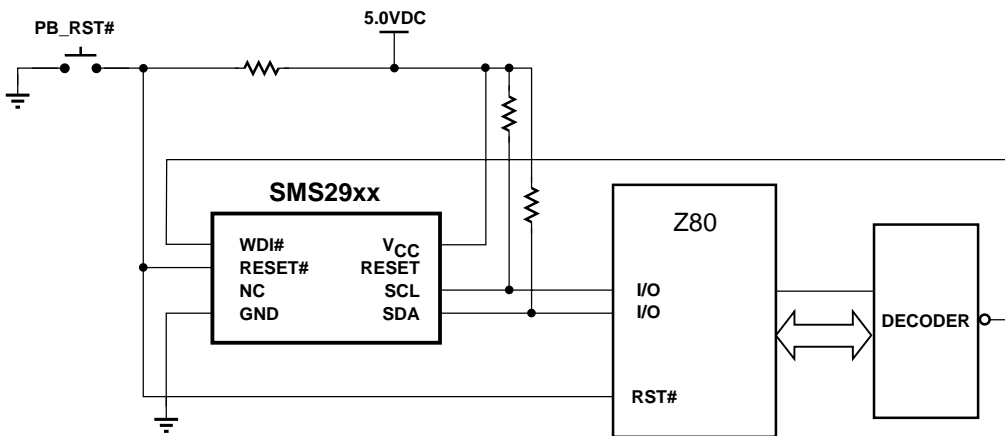 5.0VDC
PB_RST#
SMS29xx
WDI#
RESET#
NC
GND
VCC
RESET
SCL
SDA
Z80
I/O
I/O
RST#
DECODER